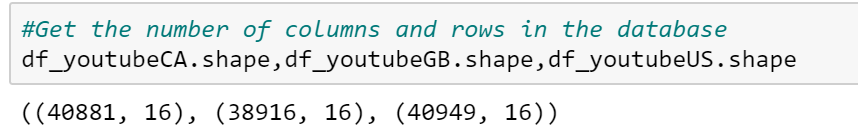 #Get the number of columns and rows in the database
df_youtubeCA.shape,df_youtubeGB.shape,df_youtubeUS.shape
((40881, 16), (38916, 16), (40949, 16))